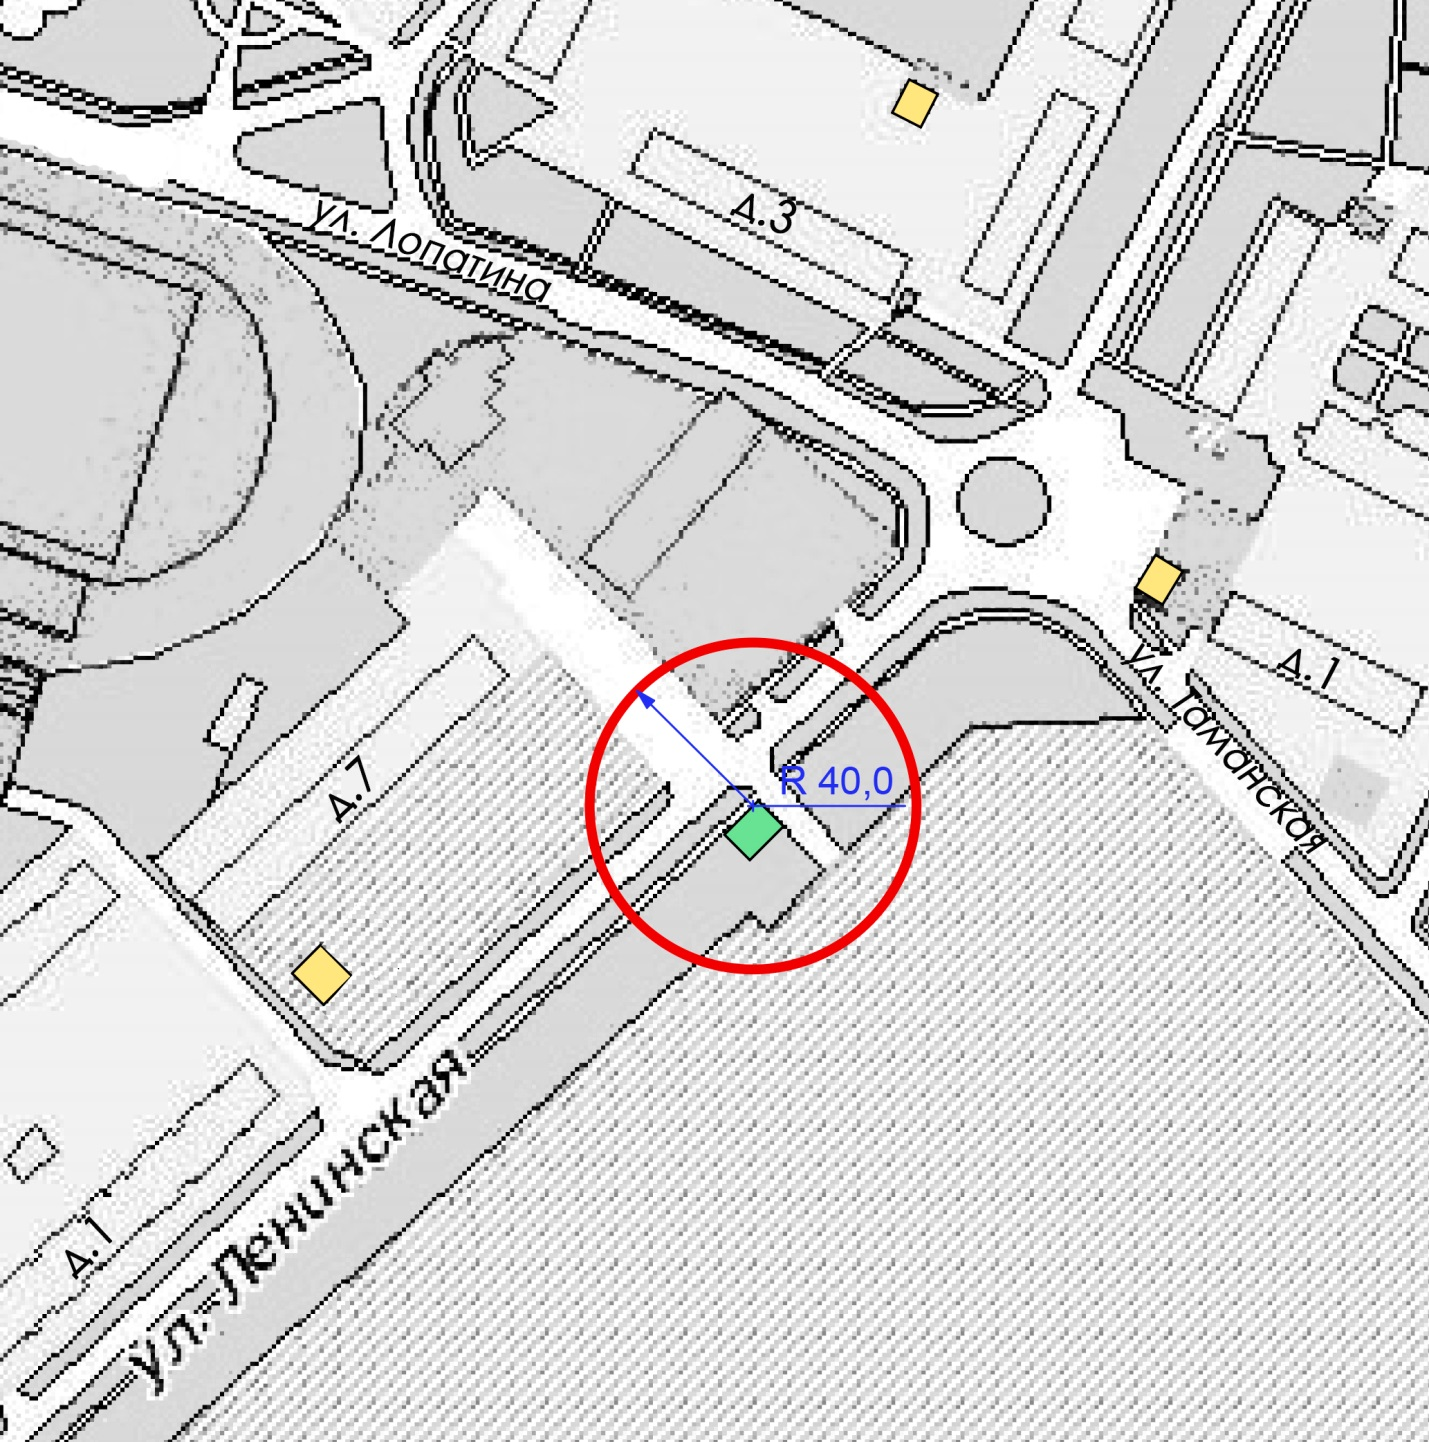 д.3
ул. Лопатина
д.1
ул. Таманская
R 40,0
д.7
ул. Ленинская
д.1